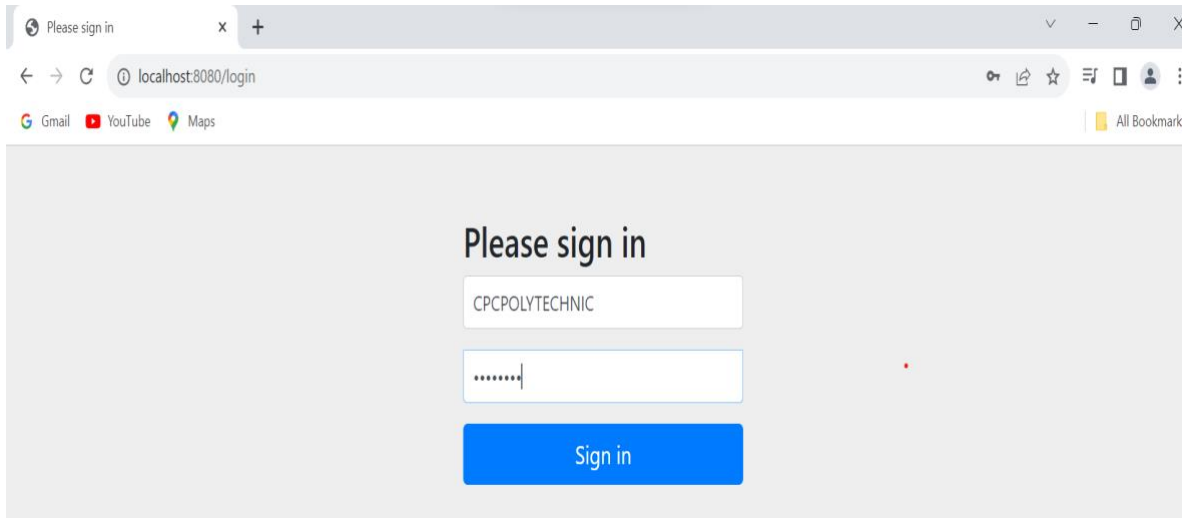 Please sign in
localhost:8080/login
Gmail YouTube Maps All Bookmark
Please sign in
CPCPOLYTECHNIC
••••••••
Sign in